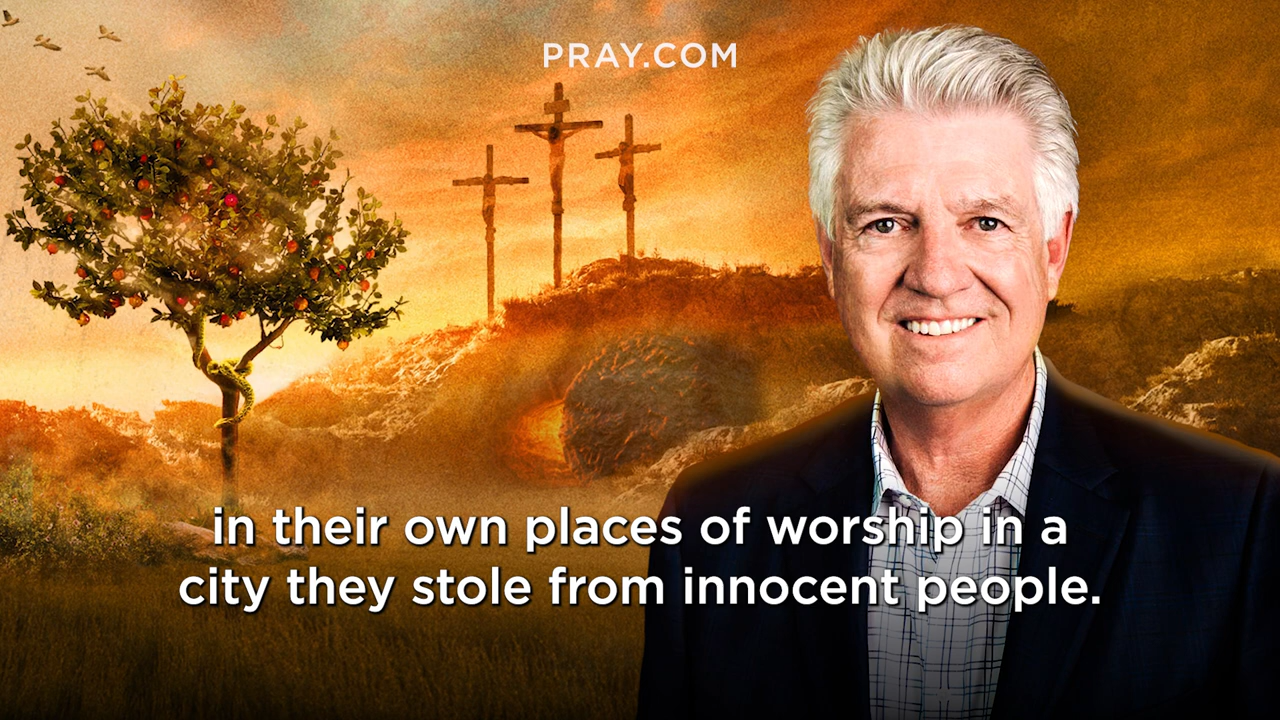 PRAY.COM
in their own places of worship in a
city they stole from innocent people.